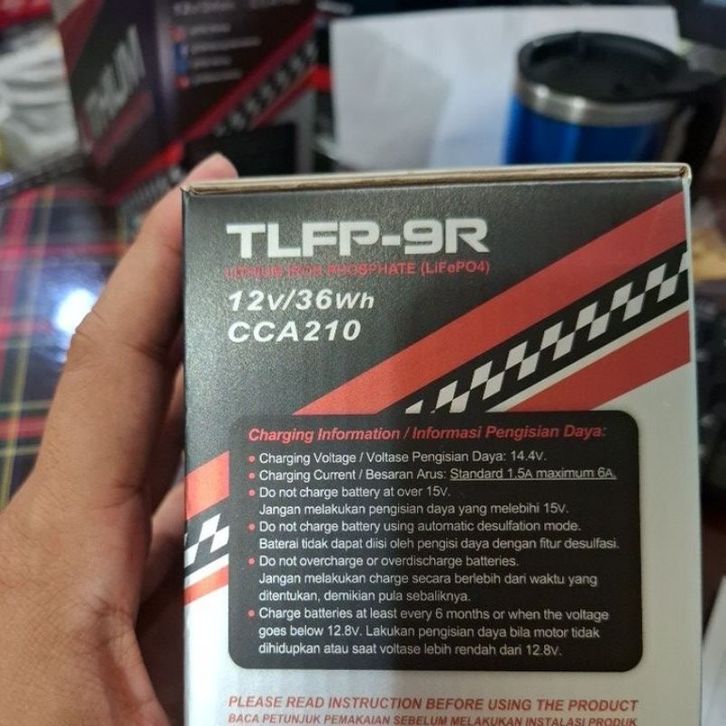 THIUM
TLFP-9R
LITHIUM IRON PHOSPHATE (LiFePO4)
12V/36Wh
CCA210
Charging Information / Informasi Pengisian Daya:
• Charging Voltage / Voltase Pengisian Daya: 14.4V.
• Charging Current / Besaran Arus: Standard 1.5A maximum 6A.
• Do not charge battery at over 15V.
Jangan melakukan pengisian daya yang melebihi 15V.
• Do not charge battery using automatic desulfation mode.
Baterai tidak dapat diisi oleh pengisi daya dengan fitur desulfasi.
• Do not overcharge or overdischarge batteries.
Jangan melakukan charge secara berlebih dari waktu yang
ditentukan, demikian pula sebaliknya.
• Charge batteries at least every 6 months or when the voltage
goes below 12.8V. Lakukan pengisian daya bila motor tidak
dihidupkan atau saat voltase lebih rendah dari 12.8V.
PLEASE READ INSTRUCTION BEFORE USING THE PRODUCT
BACA PETUNJUK PEMAKAIAN SEBELUM MELAKUKAN INSTALASI PRODUK